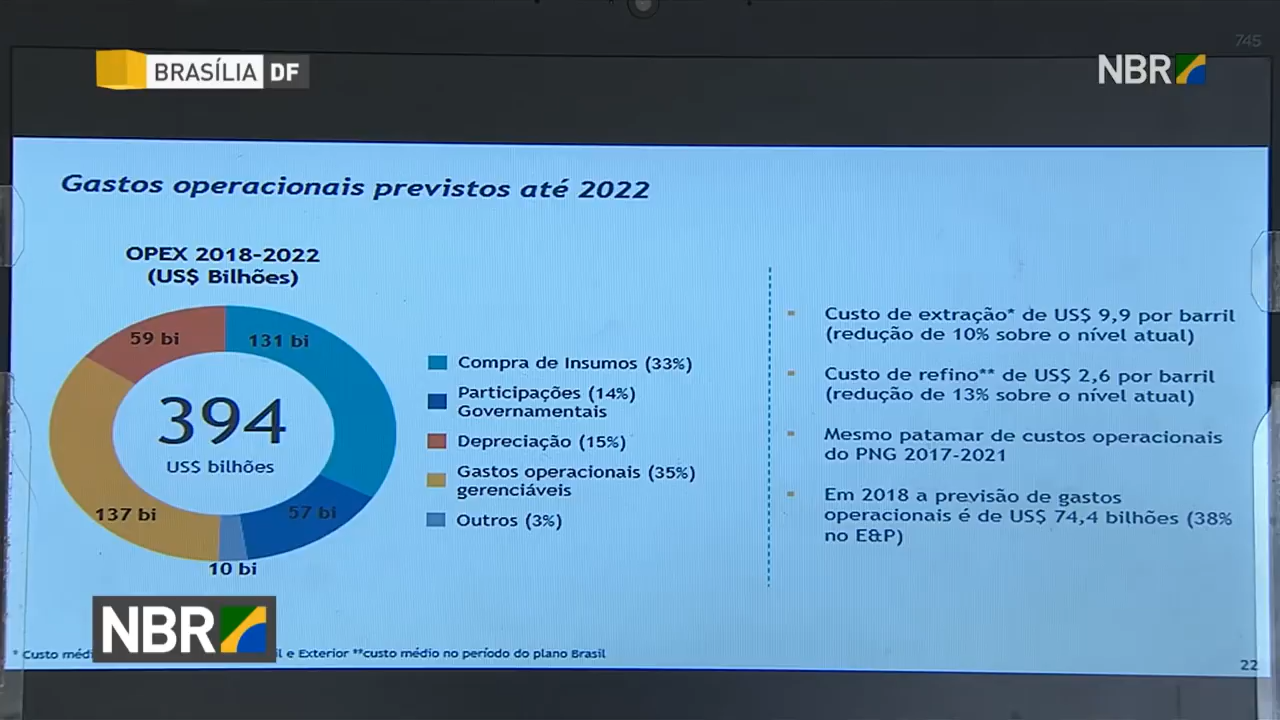 745
BRASÍLIA DF
NBR
Gastos operacionais previstos até 2022
OPEX 2018-2022
(US$ Bilhões)
59 bi
131 bi
394
US$ bilhões
137 bi
57 bi
10 bi
Compra de Insumos (33%)
Participações (14%)
Governamentais
Depreciação (15%)
Gastos operacionais (35%)
gerenciáveis
Outros (3%)
Custo de extração* de US$ 9,9 por barril
(redução de 10% sobre o nível atual)
Custo de refino** de US$ 2,6 por barril
(redução de 13% sobre o nível atual)
Mesmo patamar de custos operacionais
do PNG 2017-2021
Em 2018 a previsão de gastos
operacionais é de US$ 74,4 bilhões (38%
no E&P)
NBR
* Custo e Exterior **custo médio no período do plano Brasil
22